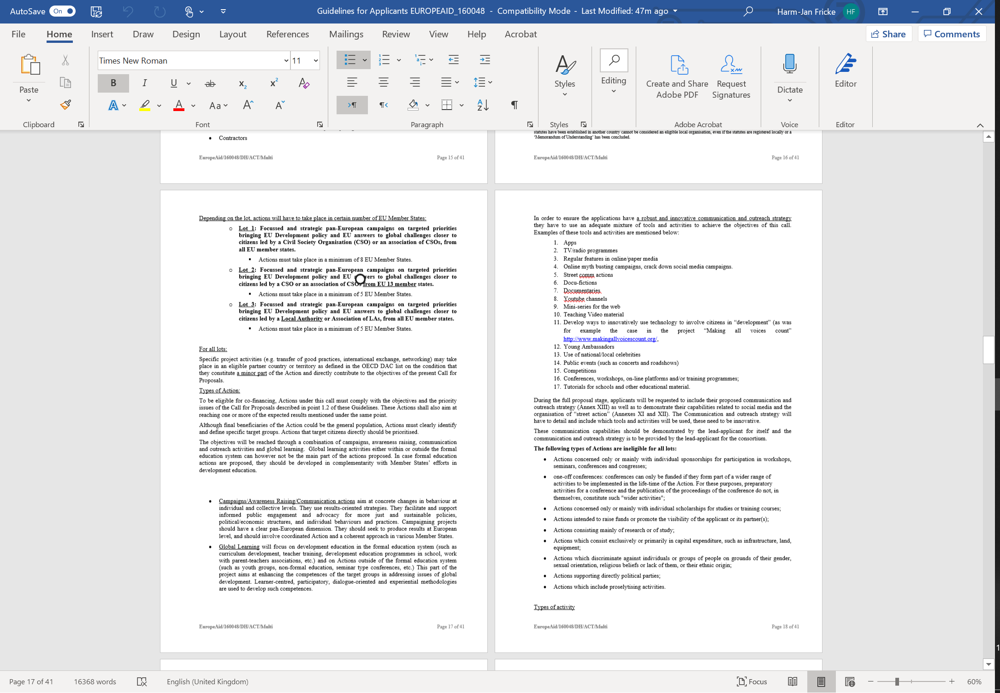 AutoSave On
Guidelines for Applicants EUROPEAID_160048 - Compatibility Mode - Last Modified: 47m ago
Harm-Jan Fricke HF
File Home Insert Draw Design Layout References Mailings Review View Help Acrobat
Share Comments
Paste
Times New Roman 11
B I U ab x2 x2 A
A A Aa A A
Styles
Editing
Create and Share
Adobe PDF
Request
Signatures
Dictate
Editor
Clipboard Font Paragraph Styles Adobe Acrobat Voice Editor
• Contractors
EuropeAid/160048/DH/ACT/Multi Page 15 of 41
statutes have been established in another country cannot be considered an eligible local organisation, even if the statutes are registered locally or a
‘Memorandum of Understanding’ has been concluded.
EuropeAid/160048/DH/ACT/Multi Page 16 of 41
Depending on the lot, actions will have to take place in certain number of EU Member States:
o Lot 1: Focussed and strategic pan-European campaigns on targeted priorities
bringing EU Development policy and EU answers to global challenges closer to
citizens led by a Civil Society Organisation (CSO) or an association of CSOs, from
all EU member states.
▪ Actions must take place in a minimum of 8 EU Member States.
o Lot 2: Focussed and strategic pan-European campaigns on targeted priorities
bringing EU Development policy and EU to global challenges closer to
citizens led by a CSO or an association of CSOs from EU 13 member states.
▪ Actions must take place in a minimum of 5 EU Member States.
o Lot 3: Focussed and strategic pan-European campaigns on targeted priorities
bringing EU Development policy and EU answers to global challenges closer to
citizens led by a Local Authority or Association of LAs, from all EU member states.
▪ Actions must take place in a minimum of 5 EU Member States.
For all lots:
Specific project activities (e.g. transfer of good practices, international exchange, networking) may take
place in an eligible partner country or territory as defined in the OECD DAC list on the condition that
they constitute a minor part of the Action and directly contribute to the objectives of the present Call for
Proposals.
Types of Action:
To be eligible for co-financing, Actions under this call must comply with the objectives and the priority
issues of the Call for Proposals described in point 1.2 of these Guidelines. These Actions shall also aim at
reaching one or more of the expected results mentioned under the same point.
Although final beneficiaries of the Action could be the general population, Actions must clearly identify
and define specific target groups. Actions that target citizens directly should be prioritised.
The objectives will be reached through a combination of campaigns, awareness raising, communication
and outreach activities and global learning. Global learning activities either within or outside the formal
education system can however not be the main part of the actions proposed. In case formal education
actions are proposed, they should be developed in complementarity with Member States’ efforts in
development education.
• Campaigns/Awareness Raising/Communication actions aim at concrete changes in behaviour at
individual and collective levels. They use results-oriented strategies. They facilitate and support
informed public engagement and advocacy for more just and sustainable policies,
political/economic structures, and individual behaviours and practices. Campaigning projects
should have a clear pan-European dimension. They should seek to produce results at European
level, and should involve coordinated Action and a coherent approach in various Member States.
• Global Learning will focus on development education in the formal education system (such as
curriculum development, teacher training, development education programmes in school, work
with parent-teachers associations, etc.) and on Actions outside of the formal education system
(such as youth groups, non-formal education, seminar type conferences, etc.) This part of the
project aims at enhancing the competences of the target groups in addressing issues of global
development. Learner-centred, participatory, dialogue-oriented and experiential methodologies
are used to develop such competences.
EuropeAid/160048/DH/ACT/Multi Page 17 of 41
In order to ensure the applications have a robust and innovative communication and outreach strategy
they have to use an adequate mixture of tools and activities to achieve the objectives of this call.
Examples of these tools and activities are mentioned below:
1. Apps
2. TV/radio programmes
3. Regular features in online/paper media
4. Online myth busting campaigns, crack down social media campaigns.
5. Street comm actions
6. Docu-fictions
7. Documentaries
8. Youtube channels
9. Mini-series for the web
10. Teaching Video material
11. Develop ways to innovatively use technology to involve citizens in “development” (as was
for example the case in the project “Making all voices count”
http://www.makingallvoicescount.org/,
12. Young Ambassadors
13. Use of national/local celebrities
14. Public events (such as concerts and roadshows)
15. Competitions
16. Conferences, workshops, on-line platforms and/or training programmes;
17. Tutorials for schools and other educational material.
During the full proposal stage, applicants will be requested to include their proposed communication and
outreach strategy (Annex XIII) as well as to demonstrate their capabilities related to social media and the
organisation of “street action” (Annexes XI and XII). The Communication and outreach strategy will
have to detail and include which tools and activities will be used, these need to be innovative.
These communication capabilities should be demonstrated by the lead-applicant for itself and the
communication and outreach strategy is to be provided by the lead-applicant for the consortium.
The following types of Actions are ineligible for all lots:
• Actions concerned only or mainly with individual sponsorships for participation in workshops,
seminars, conferences and congresses;
• one-off conferences: conferences can only be funded if they form part of a wider range of
activities to be implemented in the life-time of the Action. For these purposes, preparatory
activities for a conference and the publication of the proceedings of the conference do not, in
themselves, constitute such "wider activities";
• Actions concerned only or mainly with individual scholarships for studies or training courses;
• Actions intended to raise funds or promote the visibility of the applicant or its partner(s);
• Actions consisting mainly of research or of study;
• Actions which consist exclusively or primarily in capital expenditure, such as infrastructure, land,
equipment;
• Actions which discriminate against individuals or groups of people on grounds of their gender,
sexual orientation, religious beliefs or lack of them, or their ethnic origin;
• Actions supporting directly political parties;
• Actions which include proselytising activities.
Types of activity
EuropeAid/160048/DH/ACT/Multi Page 18 of 41
Page 17 of 41 16368 words English (United Kingdom) Focus 60%